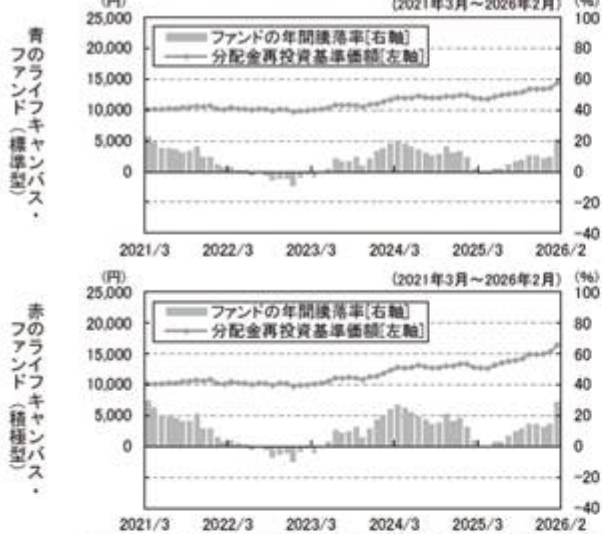 青のライフキャンバス・
ファンド（標準型）
(円)
(2021年3月～2026年2月) (%)
25,000
20,000
15,000
10,000
5,000
0
ファンドの年間騰落率[右軸]
分配金再投資基準価額[左軸]
100
80
60
40
20
0
-20
-40
2021/3 2022/3 2023/3 2024/3 2025/3 2026/2
赤のライフキャンバス・
ファンド（積極型）
(円)
(2021年3月～2026年2月) (%)
25,000
20,000
15,000
10,000
5,000
0
ファンドの年間騰落率[右軸]
分配金再投資基準価額[左軸]
100
80
60
40
20
0
-20
-40
2021/3 2022/3 2023/3 2024/3 2025/3 2026/2